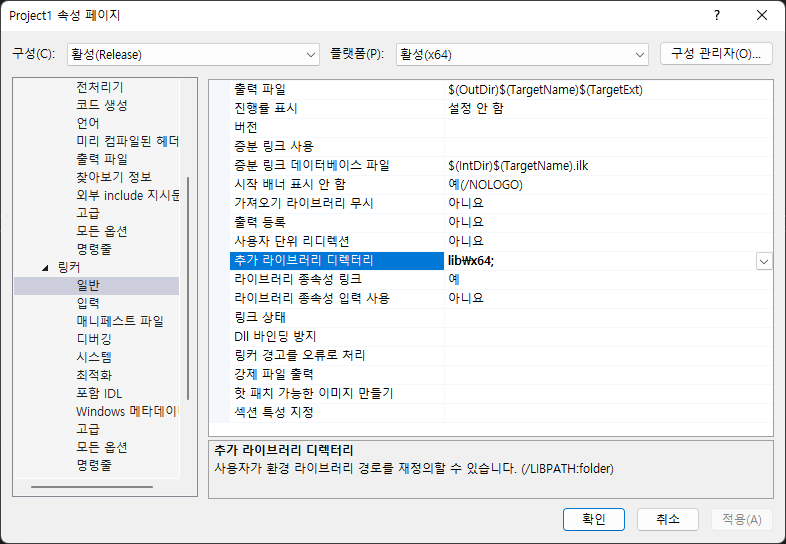 Project1 속성 페이지
구성(C): 활성(Release) 플랫폼(P): 활성(x64) 구성 관리자(O)...
전처리기
코드 생성
언어
미리 컴파일된 헤더
출력 파일
찾아보기 정보
외부 include 지시문
고급
모든 옵션
명령줄
링커
일반
입력
매니페스트 파일
디버깅
시스템
최적화
포함 IDL
Windows 메타데이터
고급
모든 옵션
명령줄
출력 파일 $(OutDir)$(TargetName)$(TargetExt)
진행률 표시 설정 안 함
버전
증분 링크 사용
증분 링크 데이터베이스 파일 $(IntDir)$(TargetName).ilk
시작 배너 표시 안 함 예(/NOLOGO)
가져오기 라이브러리 무시 아니요
출력 등록 아니요
사용자 단위 리디렉션 아니요
추가 라이브러리 디렉터리 lib₩x64;
라이브러리 종속성 링크 예
라이브러리 종속성 입력 사용 아니요
링크 상태
Dll 바인딩 방지
링커 경고를 오류로 처리
강제 파일 출력
핫 패치 가능한 이미지 만들기
섹션 특성 지정
추가 라이브러리 디렉터리
사용자가 환경 라이브러리 경로를 재정의할 수 있습니다. (/LIBPATH:folder)
확인 취소 적용(A)